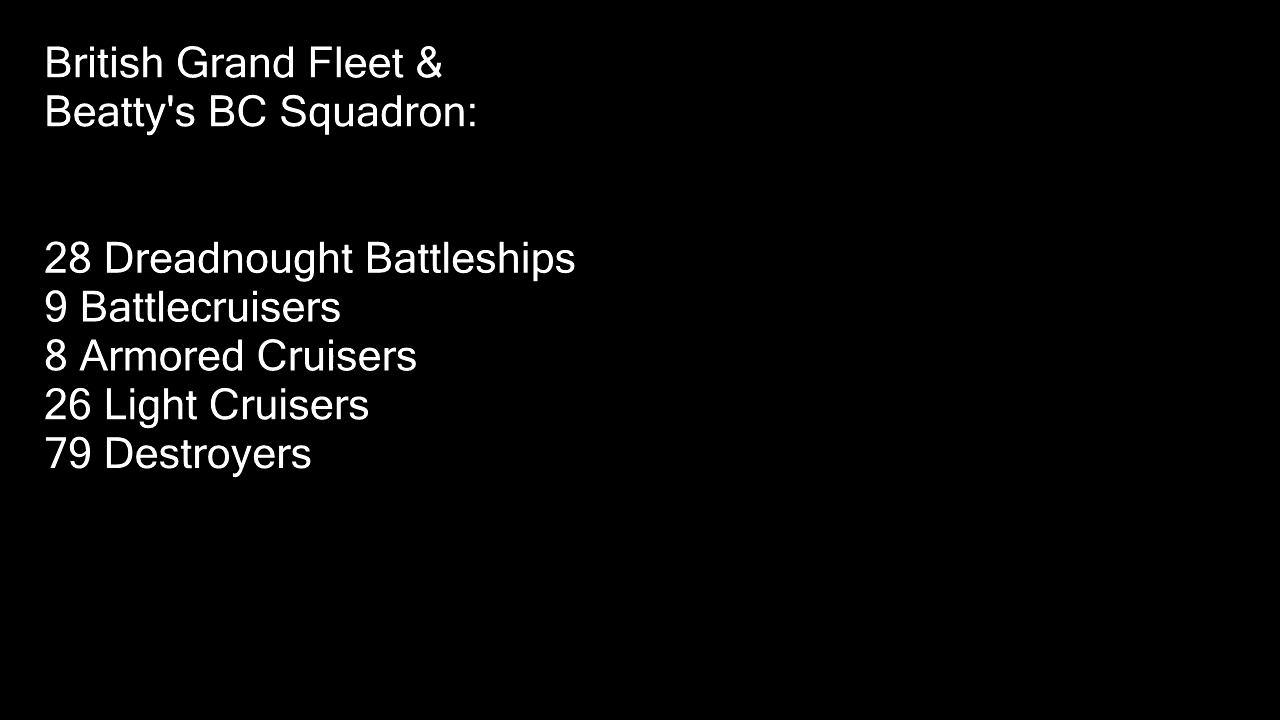 British Grand Fleet &
Beatty's BC Squadron:
28 Dreadnought Battleships
9 Battlecruisers
8 Armored Cruisers
26 Light Cruisers
79 Destroyers